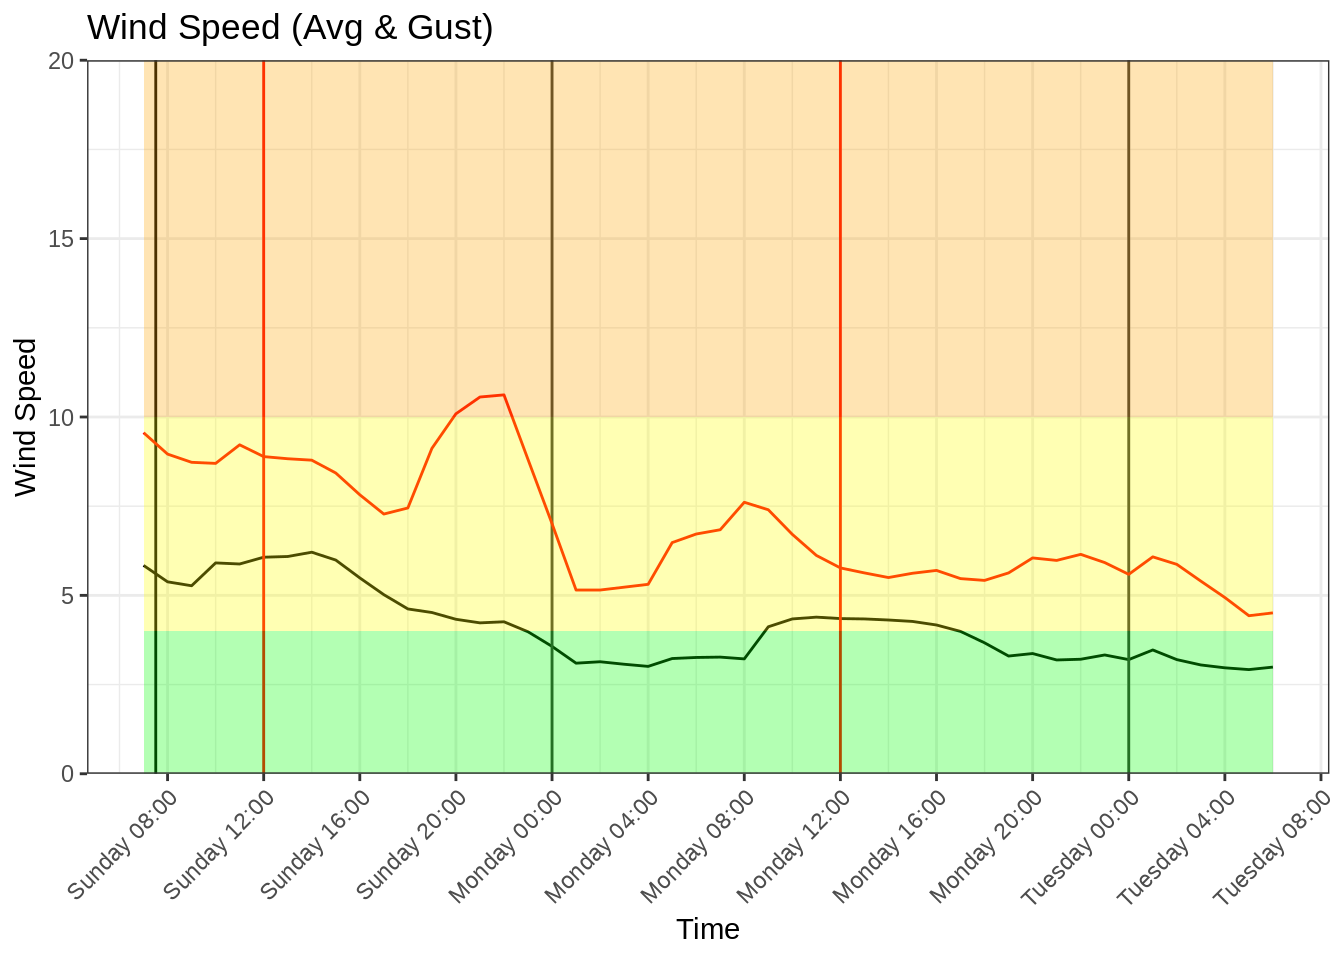 Wind Speed (Avg & Gust)
20
15
10
5
0
Wind Speed
Sunday 08:00
Sunday 12:00
Sunday 16:00
Sunday 20:00
Monday 00:00
Monday 04:00
Monday 08:00
Monday 12:00
Monday 16:00
Monday 20:00
Tuesday 00:00
Tuesday 04:00
Tuesday 08:00
Time